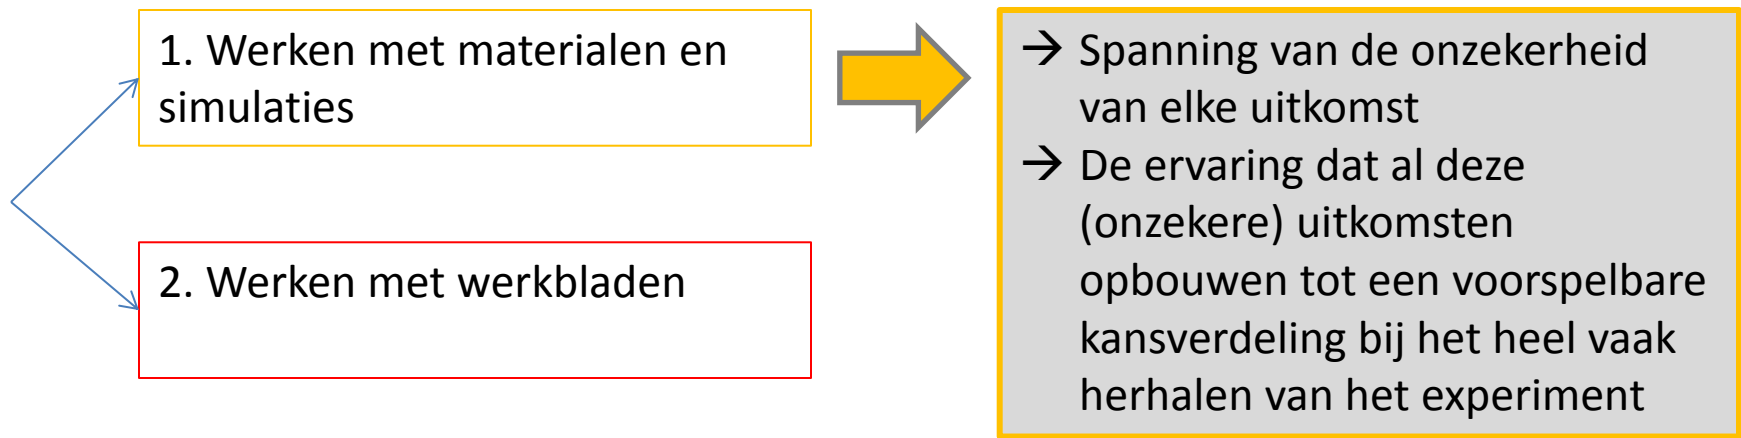 1. Werken met materialen en
simulaties
→ Spanning van de onzekerheid
van elke uitkomst
→ De ervaring dat al deze
(onzekere) uitkomsten
opbouwen tot een voorspelbare
kansverdeling bij het heel vaak
herhalen van het experiment
2. Werken met werkbladen